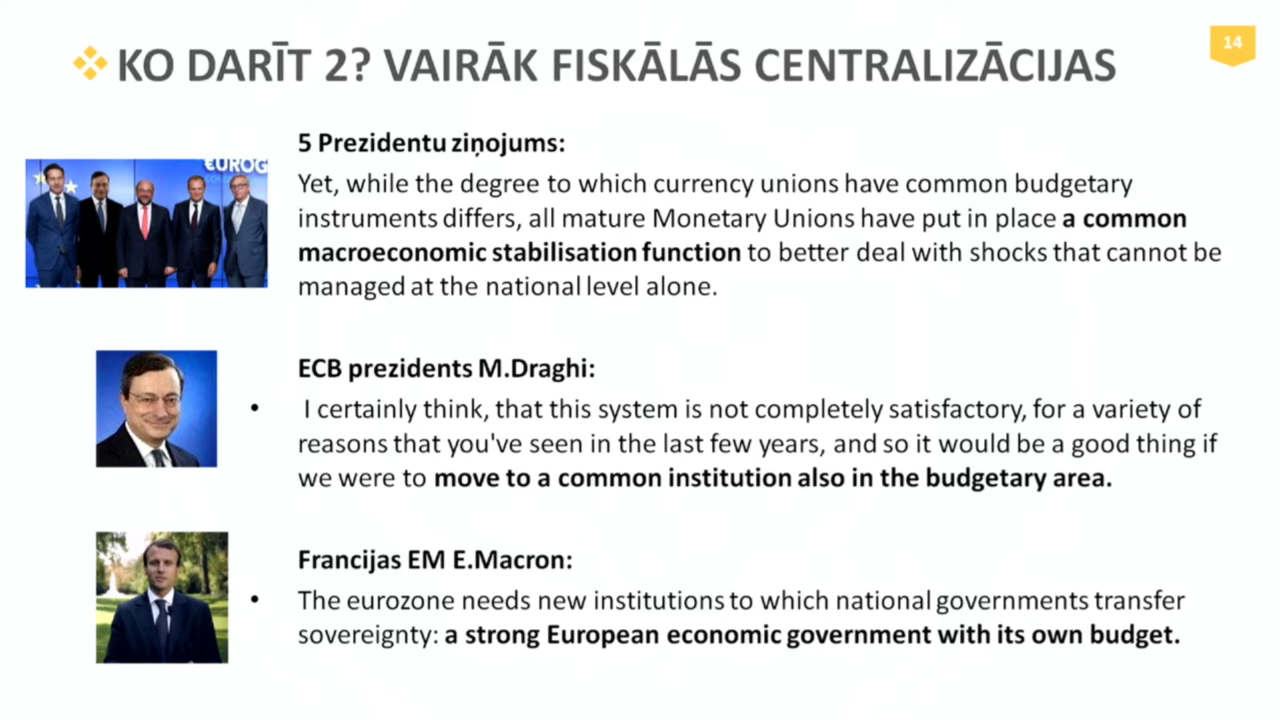 14
KO DARĪT 2? VAIRĀK FISKĀLĀS CENTRALIZĀCIJAS
€UROG
5 Prezidentu ziņojums:
Yet, while the degree to which currency unions have common budgetary
instruments differs, all mature Monetary Unions have put in place a common
macroeconomic stabilisation function to better deal with shocks that cannot be
managed at the national level alone.
ECB prezidents M.Draghi:
• I certainly think, that this system is not completely satisfactory, for a variety of
reasons that you've seen in the last few years, and so it would be a good thing if
we were to move to a common institution also in the budgetary area.
Francijas EM E.Macron:
• The eurozone needs new institutions to which national governments transfer
sovereignty: a strong European economic government with its own budget.